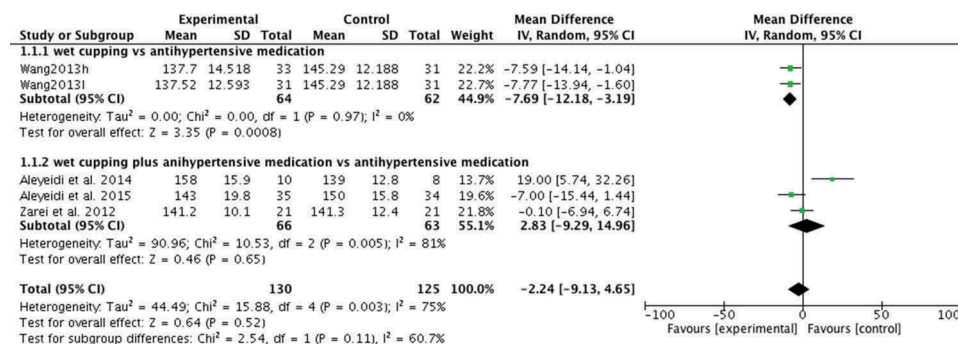 Experimental Control Mean Difference Mean Difference
Study or Subgroup Mean SD Total Mean SD Total Weight IV, Random, 95% CI IV, Random, 95% CI
1.1.1 wet cupping vs antihypertensive medication
Wang2013h 137.7 14.518 33 145.29 12.188 31 22.2% -7.59 [-14.14, -1.04]
Wang2013l 137.52 12.593 31 145.29 12.188 31 22.7% -7.77 [-13.94, -1.60]
Subtotal (95% CI) 64 62 44.9% -7.69 [-12.18, -3.19]
Heterogeneity: Tau² = 0.00; Chi² = 0.00, df = 1 (P = 0.97); I² = 0%
Test for overall effect: Z = 3.35 (P = 0.0008)
1.1.2 wet cupping plus anihypertensive medication vs antihypertensive medication
Aleyeidi et al. 2014 158 15.9 10 139 12.8 8 13.7% 19.00 [5.74, 32.26]
Aleyeidi et al. 2015 143 19.8 35 150 15.8 34 19.6% -7.00 [-15.44, 1.44]
Zarei et al. 2012 141.2 10.1 21 141.3 12.4 21 21.8% -0.10 [-6.94, 6.74]
Subtotal (95% CI) 66 63 55.1% 2.83 [-9.29, 14.96]
Heterogeneity: Tau² = 90.96; Chi² = 10.53, df = 2 (P = 0.005); I² = 81%
Test for overall effect: Z = 0.46 (P = 0.65)
Total (95% CI) 130 125 100.0% -2.24 [-9.13, 4.65]
Heterogeneity: Tau² = 44.49; Chi² = 15.88, df = 4 (P = 0.003); I² = 75%
Test for overall effect: Z = 0.64 (P = 0.52)
Test for subgroup differences: Chi² = 2.54, df = 1 (P = 0.11), I² = 60.7%
-100 -50 0 50 100
Favours [experimental] Favours [control]